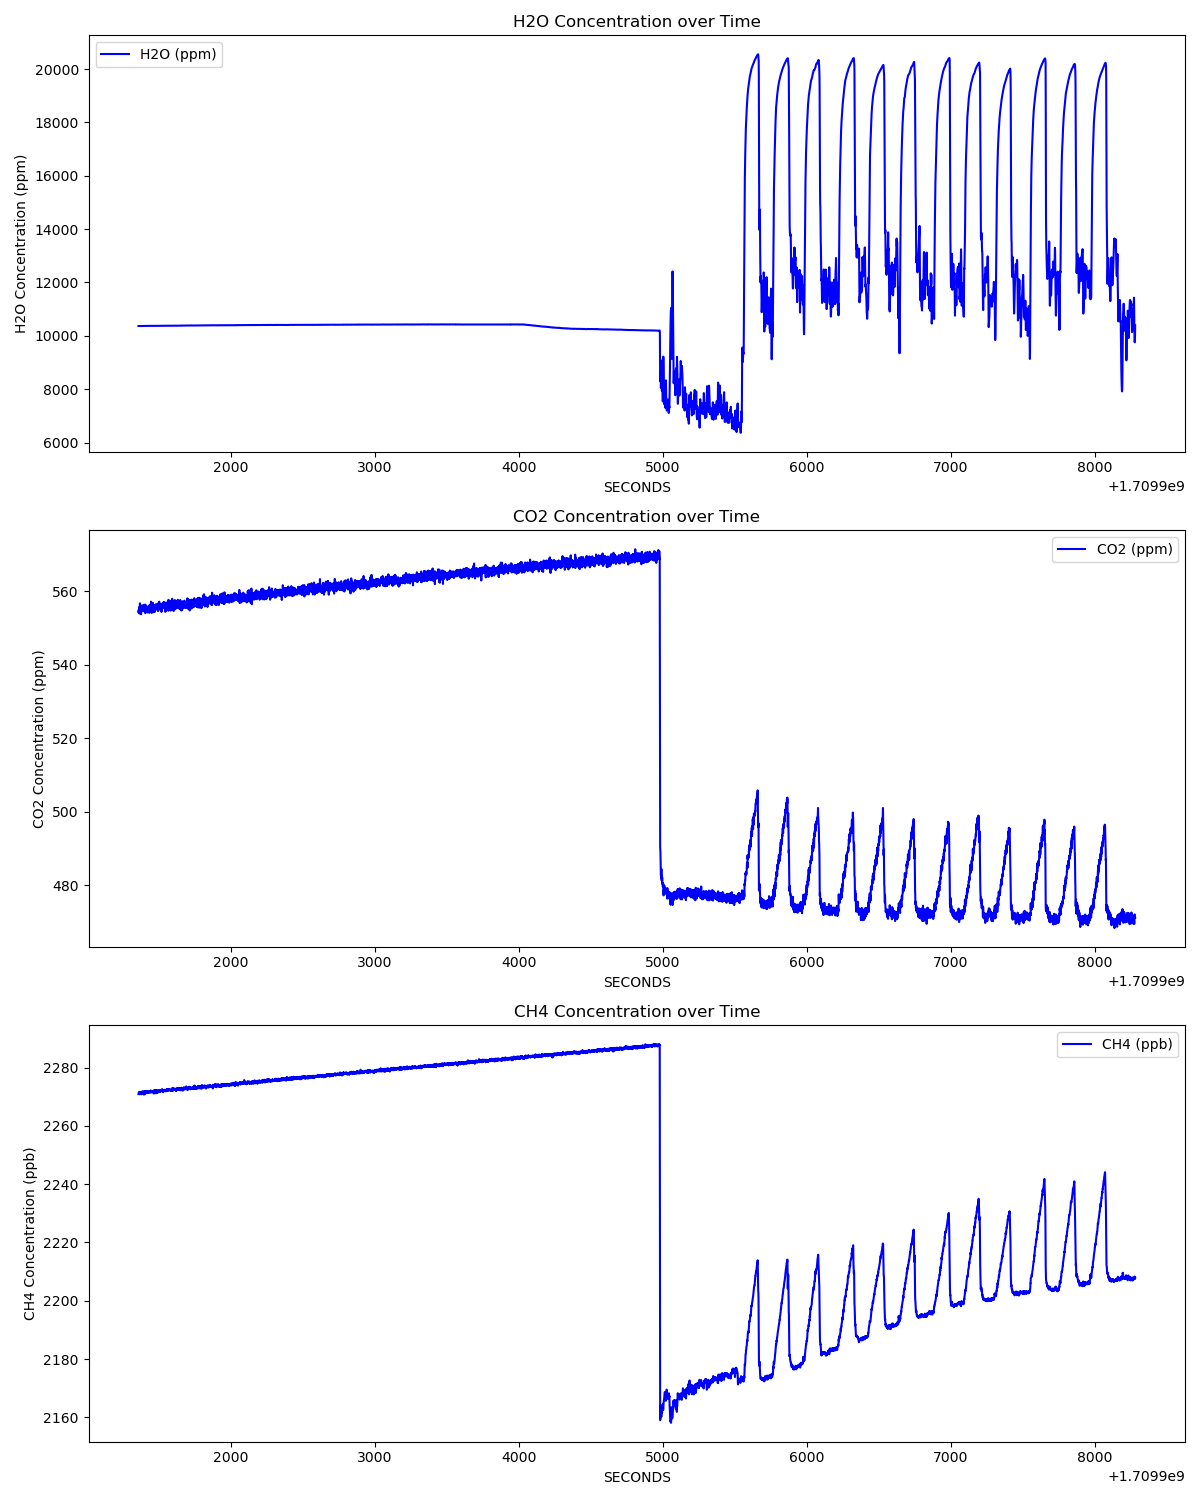 H2O Concentration over Time
H2O (ppm)
H2O Concentration (ppm)
20000
18000
16000
14000
12000
10000
8000
6000
2000 3000 4000 5000 6000 7000 8000
SECONDS
+1.7099e9
CO2 Concentration over Time
CO2 (ppm)
CO2 Concentration (ppm)
560
540
520
500
480
2000 3000 4000 5000 6000 7000 8000
SECONDS
+1.7099e9
CH4 Concentration over Time
CH4 (ppb)
CH4 Concentration (ppb)
2280
2260
2240
2220
2200
2180
2160
2000 3000 4000 5000 6000 7000 8000
SECONDS
+1.7099e9